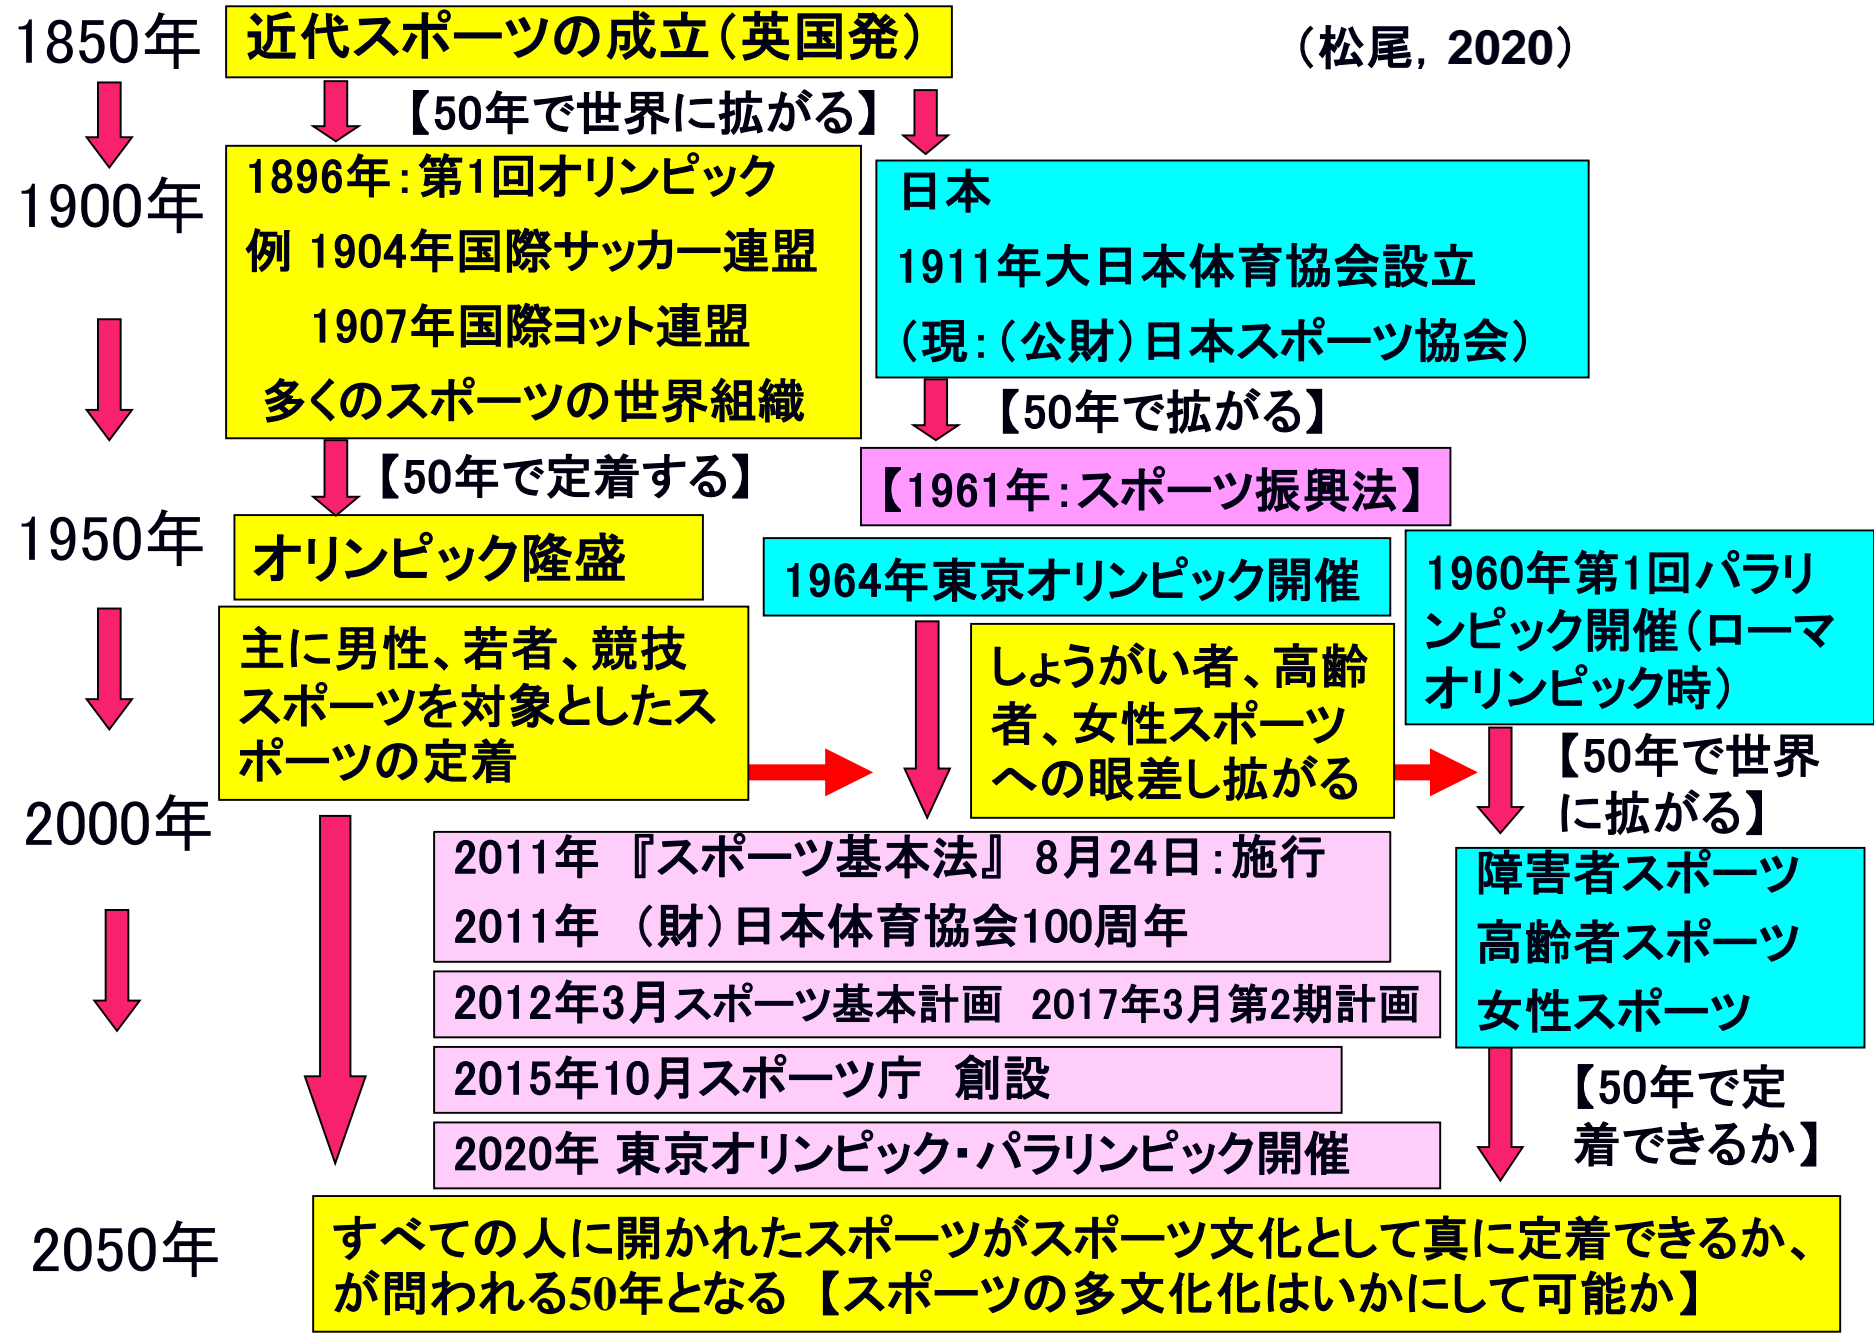 1850年
近代スポーツの成立（英国発）
（松尾, 2020）
【50年で世界に拡がる】
1900年
1896年：第1回オリンピック
例 1904年国際サッカー連盟
1907年国際ヨット連盟
多くのスポーツの世界組織
日本
1911年大日本体育協会設立
（現：（公財）日本スポーツ協会）
【50年で定着する】
【50年で拡がる】
【1961年：スポーツ振興法】
1950年
オリンピック隆盛
主に男性、若者、競技
スポーツを対象としたス
ポーツの定着
1964年東京オリンピック開催
しょうがい者、高齢
者、女性スポーツ
への眼差し拡がる
1960年第1回パラリ
ンピック開催（ローマ
オリンピック時）
【50年で世界
に拡がる】
2000年
2011年 『スポーツ基本法』 8月24日：施行
2011年 （財）日本体育協会100周年
2012年3月スポーツ基本計画 2017年3月第2期計画
2015年10月スポーツ庁 創設
2020年 東京オリンピック・パラリンピック開催
障害者スポーツ
高齢者スポーツ
女性スポーツ
【50年で定
着できるか】
2050年
すべての人に開かれたスポーツがスポーツ文化として真に定着できるか、
が問われる50年となる 【スポーツの多文化化はいかにして可能か】